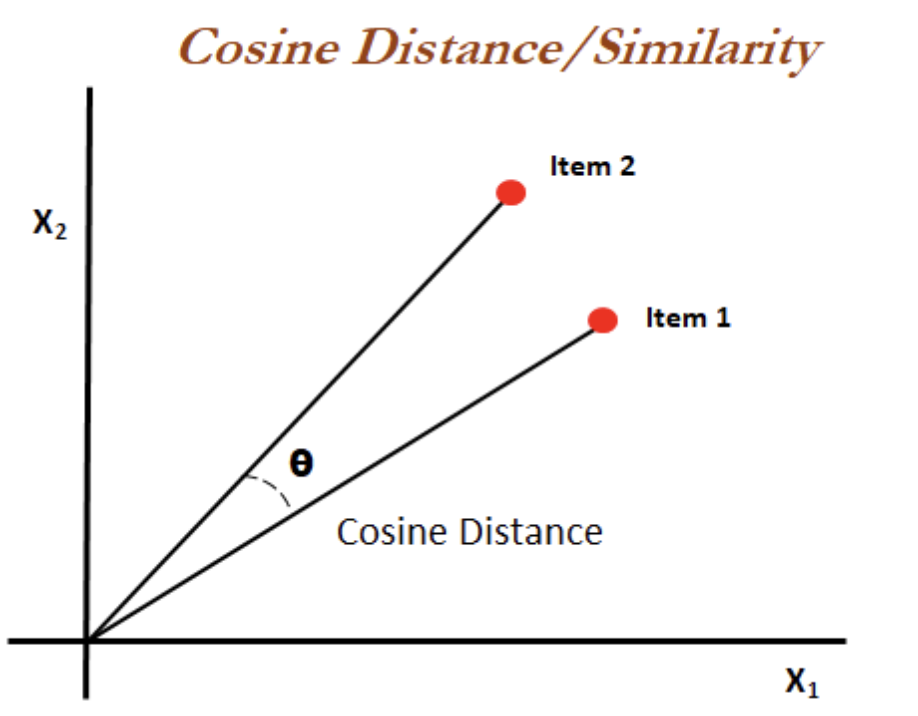 Cosine Distance/Similarity
Item 2
X₂
Item 1
θ
Cosine Distance
X₁